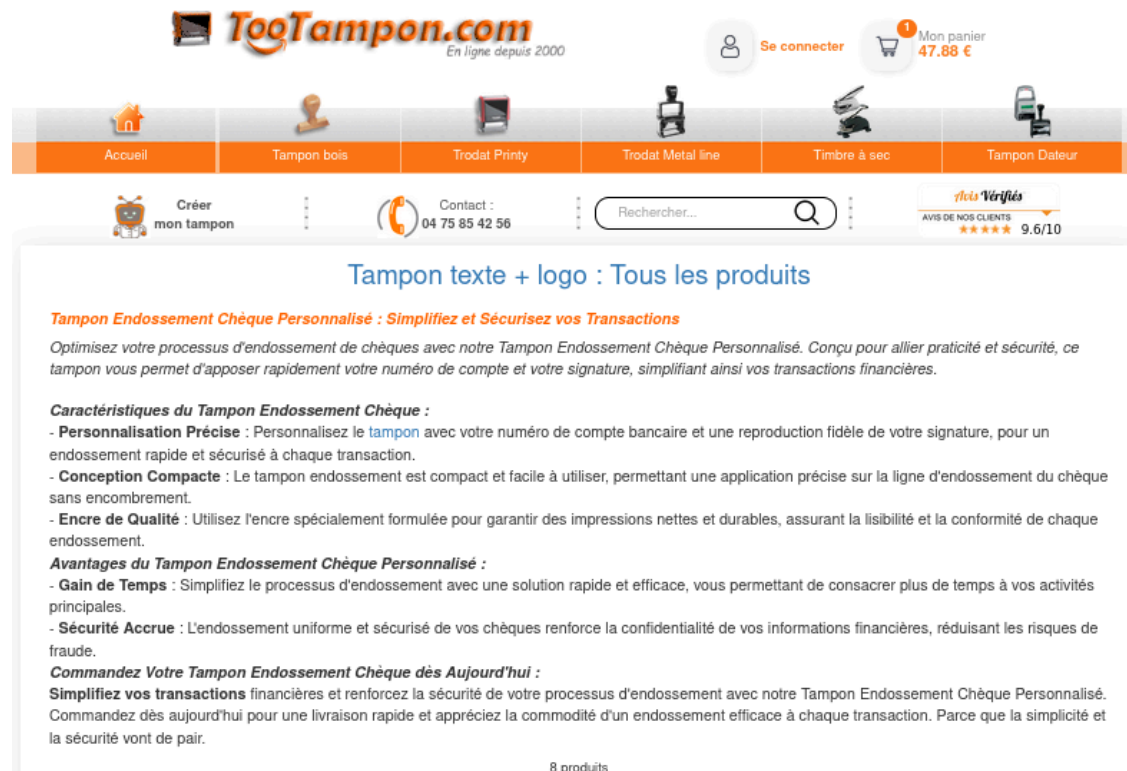 TooTampon.com
En ligne depuis 2000
Se connecter
1
Mon panier
47.88 €
Accueil
Tampon bois
Trodat Printy
Trodat Metal line
Timbre à sec
Tampon Dateur
Créer
mon tampon
Contact :
04 75 85 42 56
Rechercher...
Avis Vérifiés
AVIS DE NOS CLIENTS
9.6/10
Tampon texte + logo : Tous les produits
Tampon Endossement Chèque Personnalisé : Simplifiez et Sécurisez vos Transactions
Optimisez votre processus d'endossement de chèques avec notre Tampon Endossement Chèque Personnalisé. Conçu pour allier praticité et sécurité, ce
tampon vous permet d'apposer rapidement votre numéro de compte et votre signature, simplifiant ainsi vos transactions financières.
Caractéristiques du Tampon Endossement Chèque :
- Personnalisation Précise : Personnalisez le tampon avec votre numéro de compte bancaire et une reproduction fidèle de votre signature, pour un
endossement rapide et sécurisé à chaque transaction.
- Conception Compacte : Le tampon endossement est compact et facile à utiliser, permettant une application précise sur la ligne d'endossement du chèque
sans encombrement.
- Encre de Qualité : Utilisez l'encre spécialement formulée pour garantir des impressions nettes et durables, assurant la lisibilité et la conformité de chaque
endossement.
Avantages du Tampon Endossement Chèque Personnalisé :
- Gain de Temps : Simplifiez le processus d'endossement avec une solution rapide et efficace, vous permettant de consacrer plus de temps à vos activités
principales.
- Sécurité Accrue : L'endossement uniforme et sécurisé de vos chèques renforce la confidentialité de vos informations financières, réduisant les risques de
fraude.
Commandez Votre Tampon Endossement Chèque dès Aujourd'hui :
Simplifiez vos transactions financières et renforcez la sécurité de votre processus d'endossement avec notre Tampon Endossement Chèque Personnalisé.
Commandez dès aujourd'hui pour une livraison rapide et appréciez la commodité d'un endossement efficace à chaque transaction. Parce que la simplicité et
la sécurité vont de pair.
8 produits